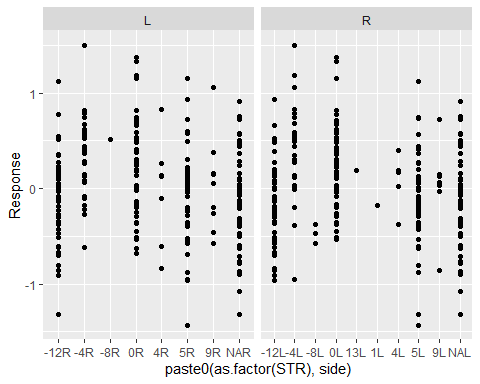 L R
Response
1
0
-1
-12R -4R -8R 0R 4R 5R 9R NAR -12L -4L -8L 0L 13L 1L 4L 5L 9L NAL
paste0(as.factor(STR), side)